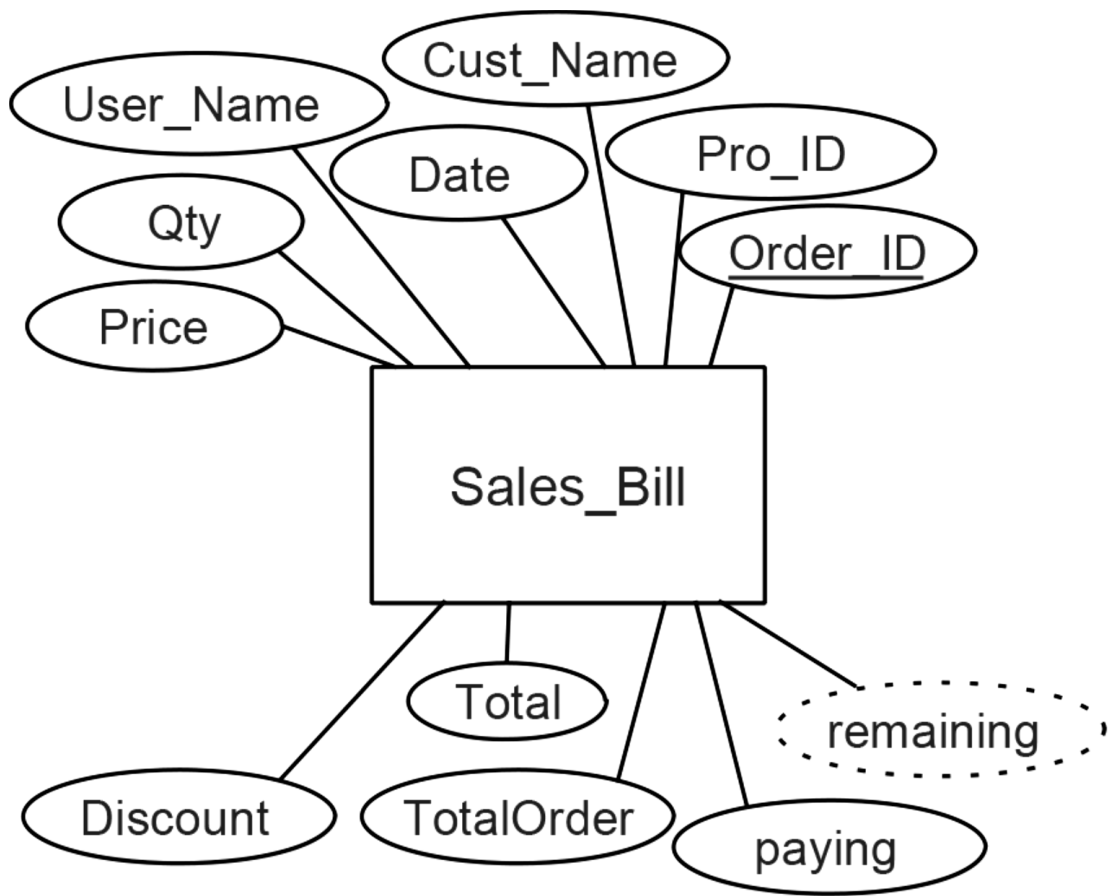 Cust_Name
User_Name
Date
Pro_ID
Qty
Order_ID
Price
Sales_Bill
Total
remaining
Discount
TotalOrder
paying